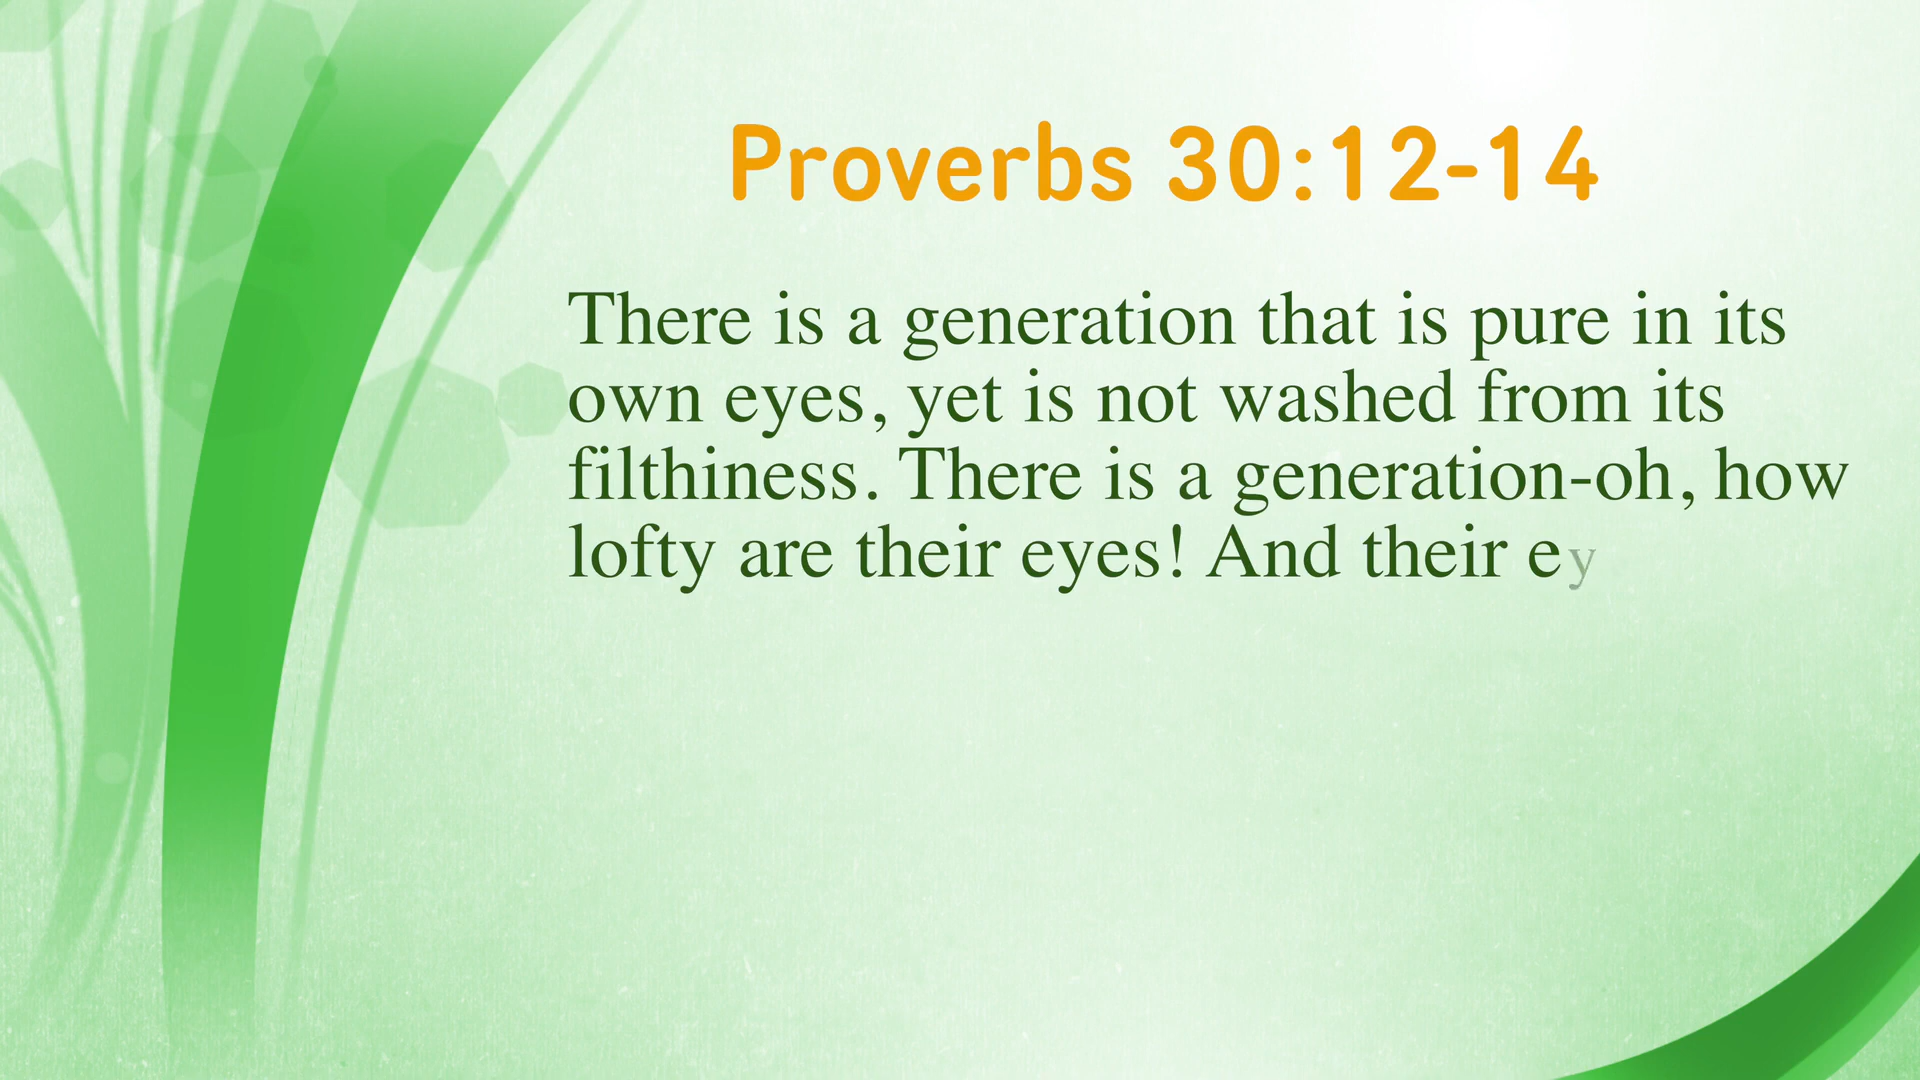 Proverbs 30:12-14
There is a generation that is pure in its
own eyes, yet is not washed from its
filthiness. There is a generation-oh, how
lofty are their eyes! And their ey